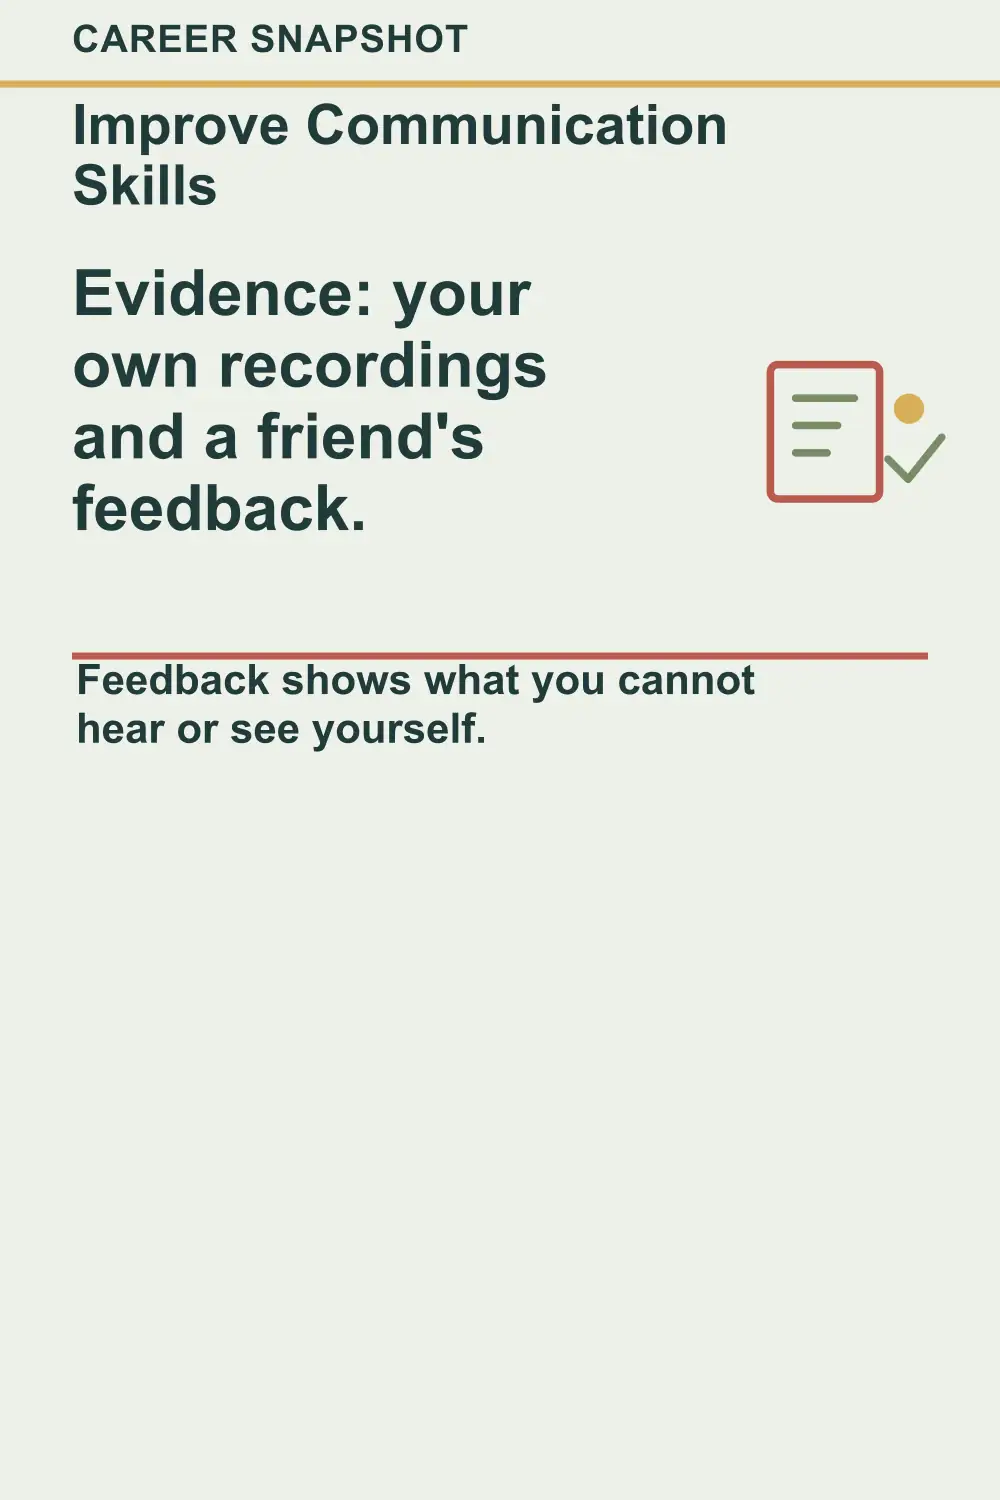 CAREER SNAPSHOT
Improve Communication
Skills
Evidence: your
own recordings
and a friend's
feedback.
Feedback shows what you cannot
hear or see yourself.